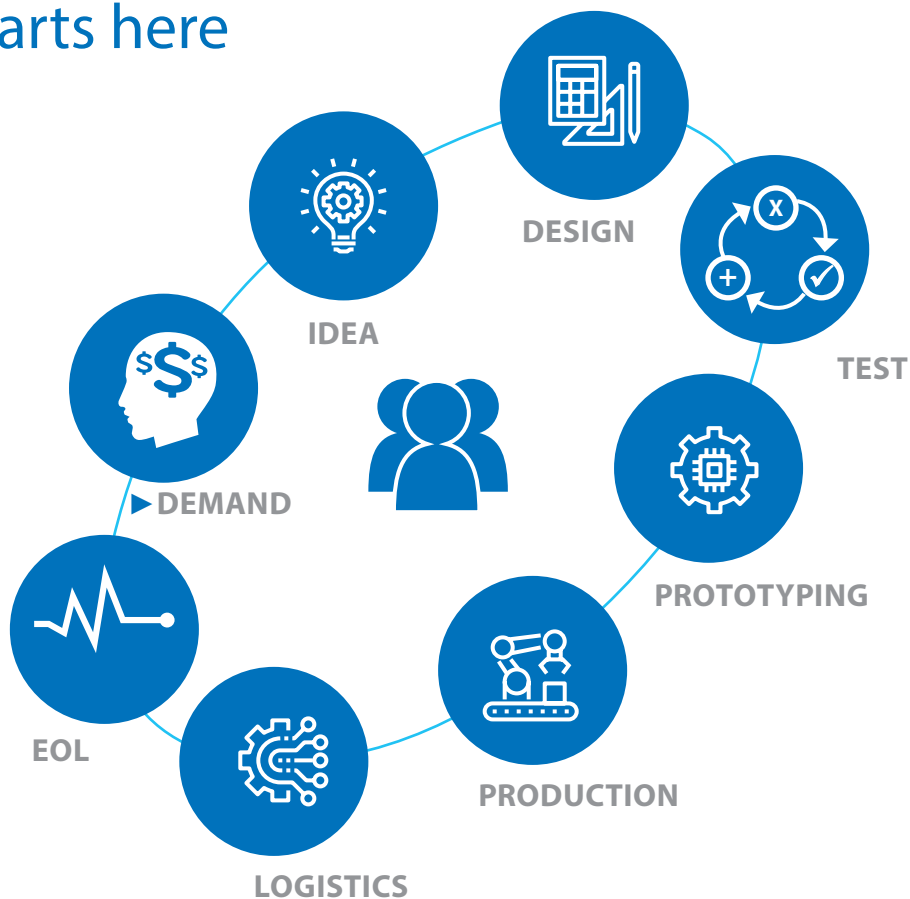 arts here
DESIGN
X
+
TEST
IDEA
$$$
DEMAND
PROTOTYPING
EOL
PRODUCTION
LOGISTICS